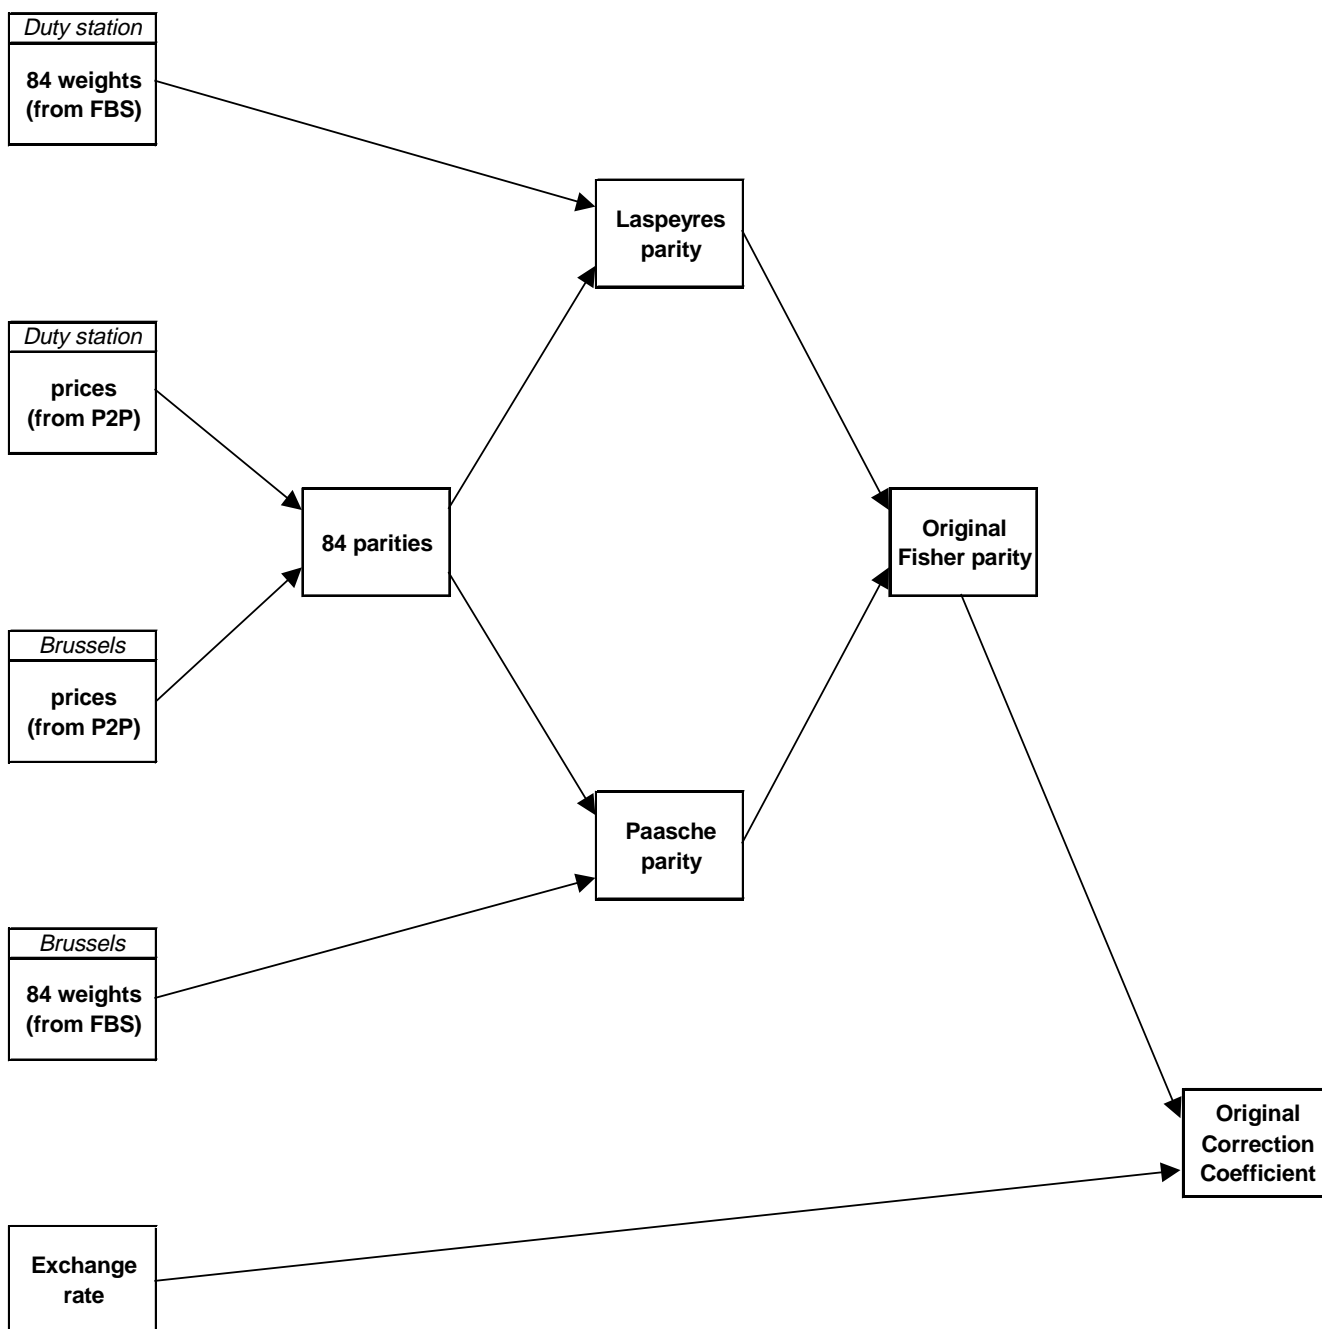 Duty station
84 weights
(from FBS)
Laspeyres
parity
Duty station
prices
(from P2P)
84 parities
Original
Fisher parity
Brussels
prices
(from P2P)
Paasche
parity
Brussels
84 weights
(from FBS)
Original
Correction
Coefficient
Exchange
rate